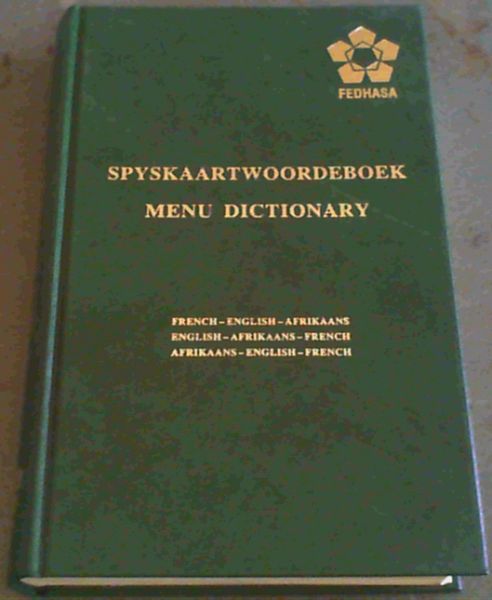 FEDHASA
SPYSKAARTWOORDEBOEK
MENU DICTIONARY
FRENCH – ENGLISH – AFRIKAANS
ENGLISH – AFRIKAANS – FRENCH
AFRIKAANS – ENGLISH – FRENCH